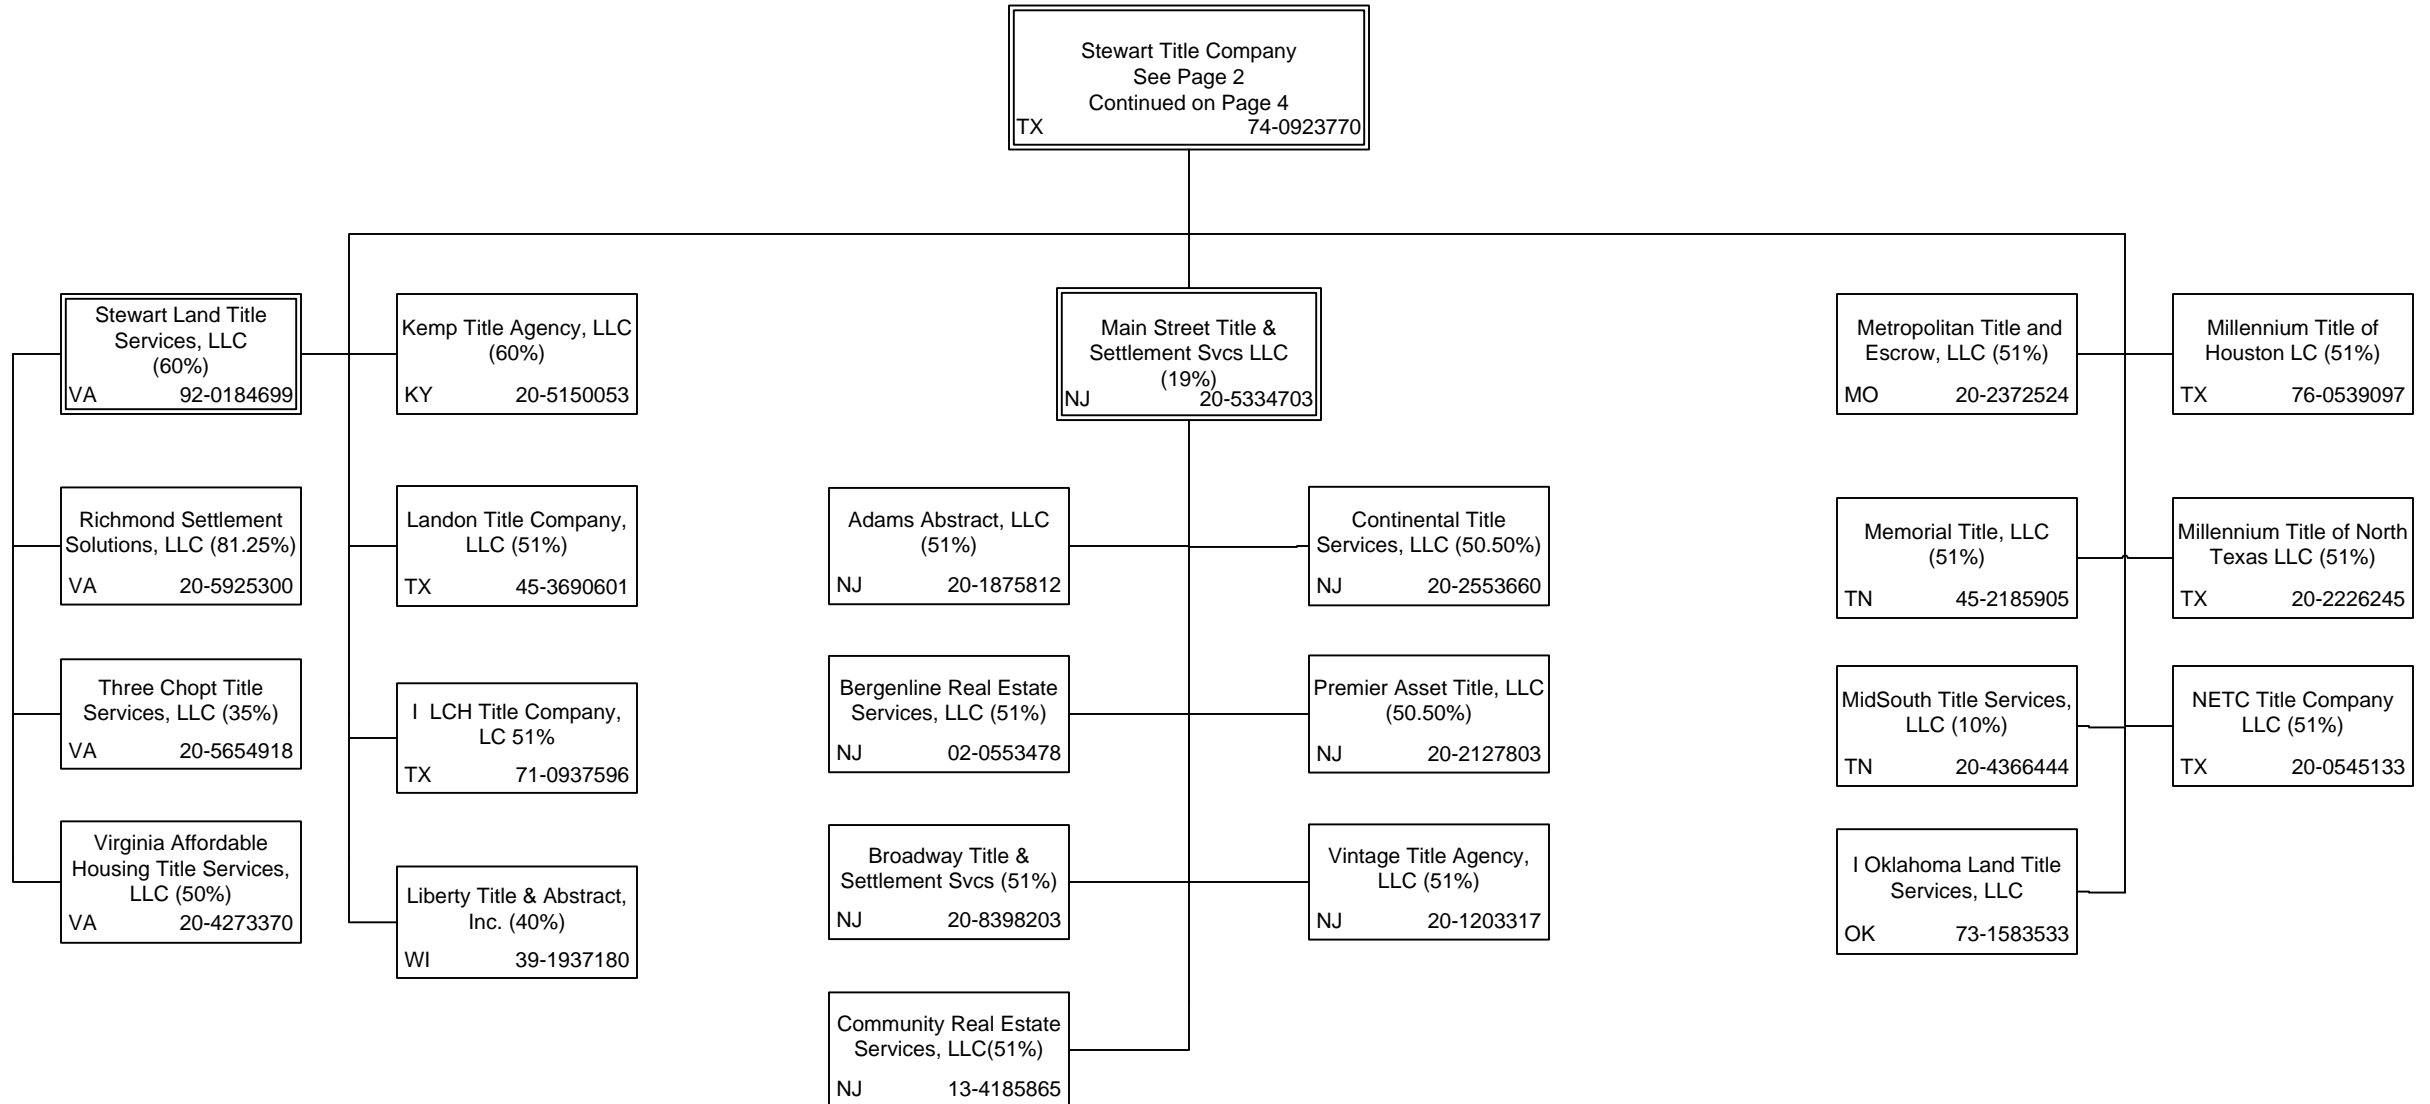 Stewart Title Company
See Page 2
Continued on Page 4
TX 74-0923770
Stewart Land Title
Services, LLC
(60%)
VA 92-0184699
Kemp Title Agency, LLC
(60%)
KY 20-5150053
Main Street Title &
Settlement Svcs LLC
(19%)
NJ 20-5334703
Metropolitan Title and
Escrow, LLC (51%)
MO 20-2372524
Millennium Title of
Houston LC (51%)
TX 76-0539097
Richmond Settlement
Solutions, LLC (81.25%)
VA 20-5925300
Landon Title Company,
LLC (51%)
TX 45-3690601
Adams Abstract, LLC
(51%)
NJ 20-1875812
Continental Title
Services, LLC (50.50%)
NJ 20-2553660
Memorial Title, LLC
(51%)
TN 45-2185905
Millennium Title of North
Texas LLC (51%)
TX 20-2226245
Three Chopt Title
Services, LLC (35%)
VA 20-5654918
I LCH Title Company,
LC 51%
TX 71-0937596
Bergenline Real Estate
Services, LLC (51%)
NJ 02-0553478
Premier Asset Title, LLC
(50.50%)
NJ 20-2127803
MidSouth Title Services,
LLC (10%)
TN 20-4366444
NETC Title Company
LLC (51%)
TX 20-0545133
Virginia Affordable
Housing Title Services,
LLC (50%)
VA 20-4273370
Liberty Title & Abstract,
Inc. (40%)
WI 39-1937180
Broadway Title &
Settlement Svcs (51%)
NJ 20-8398203
Vintage Title Agency,
LLC (51%)
NJ 20-1203317
I Oklahoma Land Title
Services, LLC
OK 73-1583533
Community Real Estate
Services, LLC(51%)
NJ 13-4185865